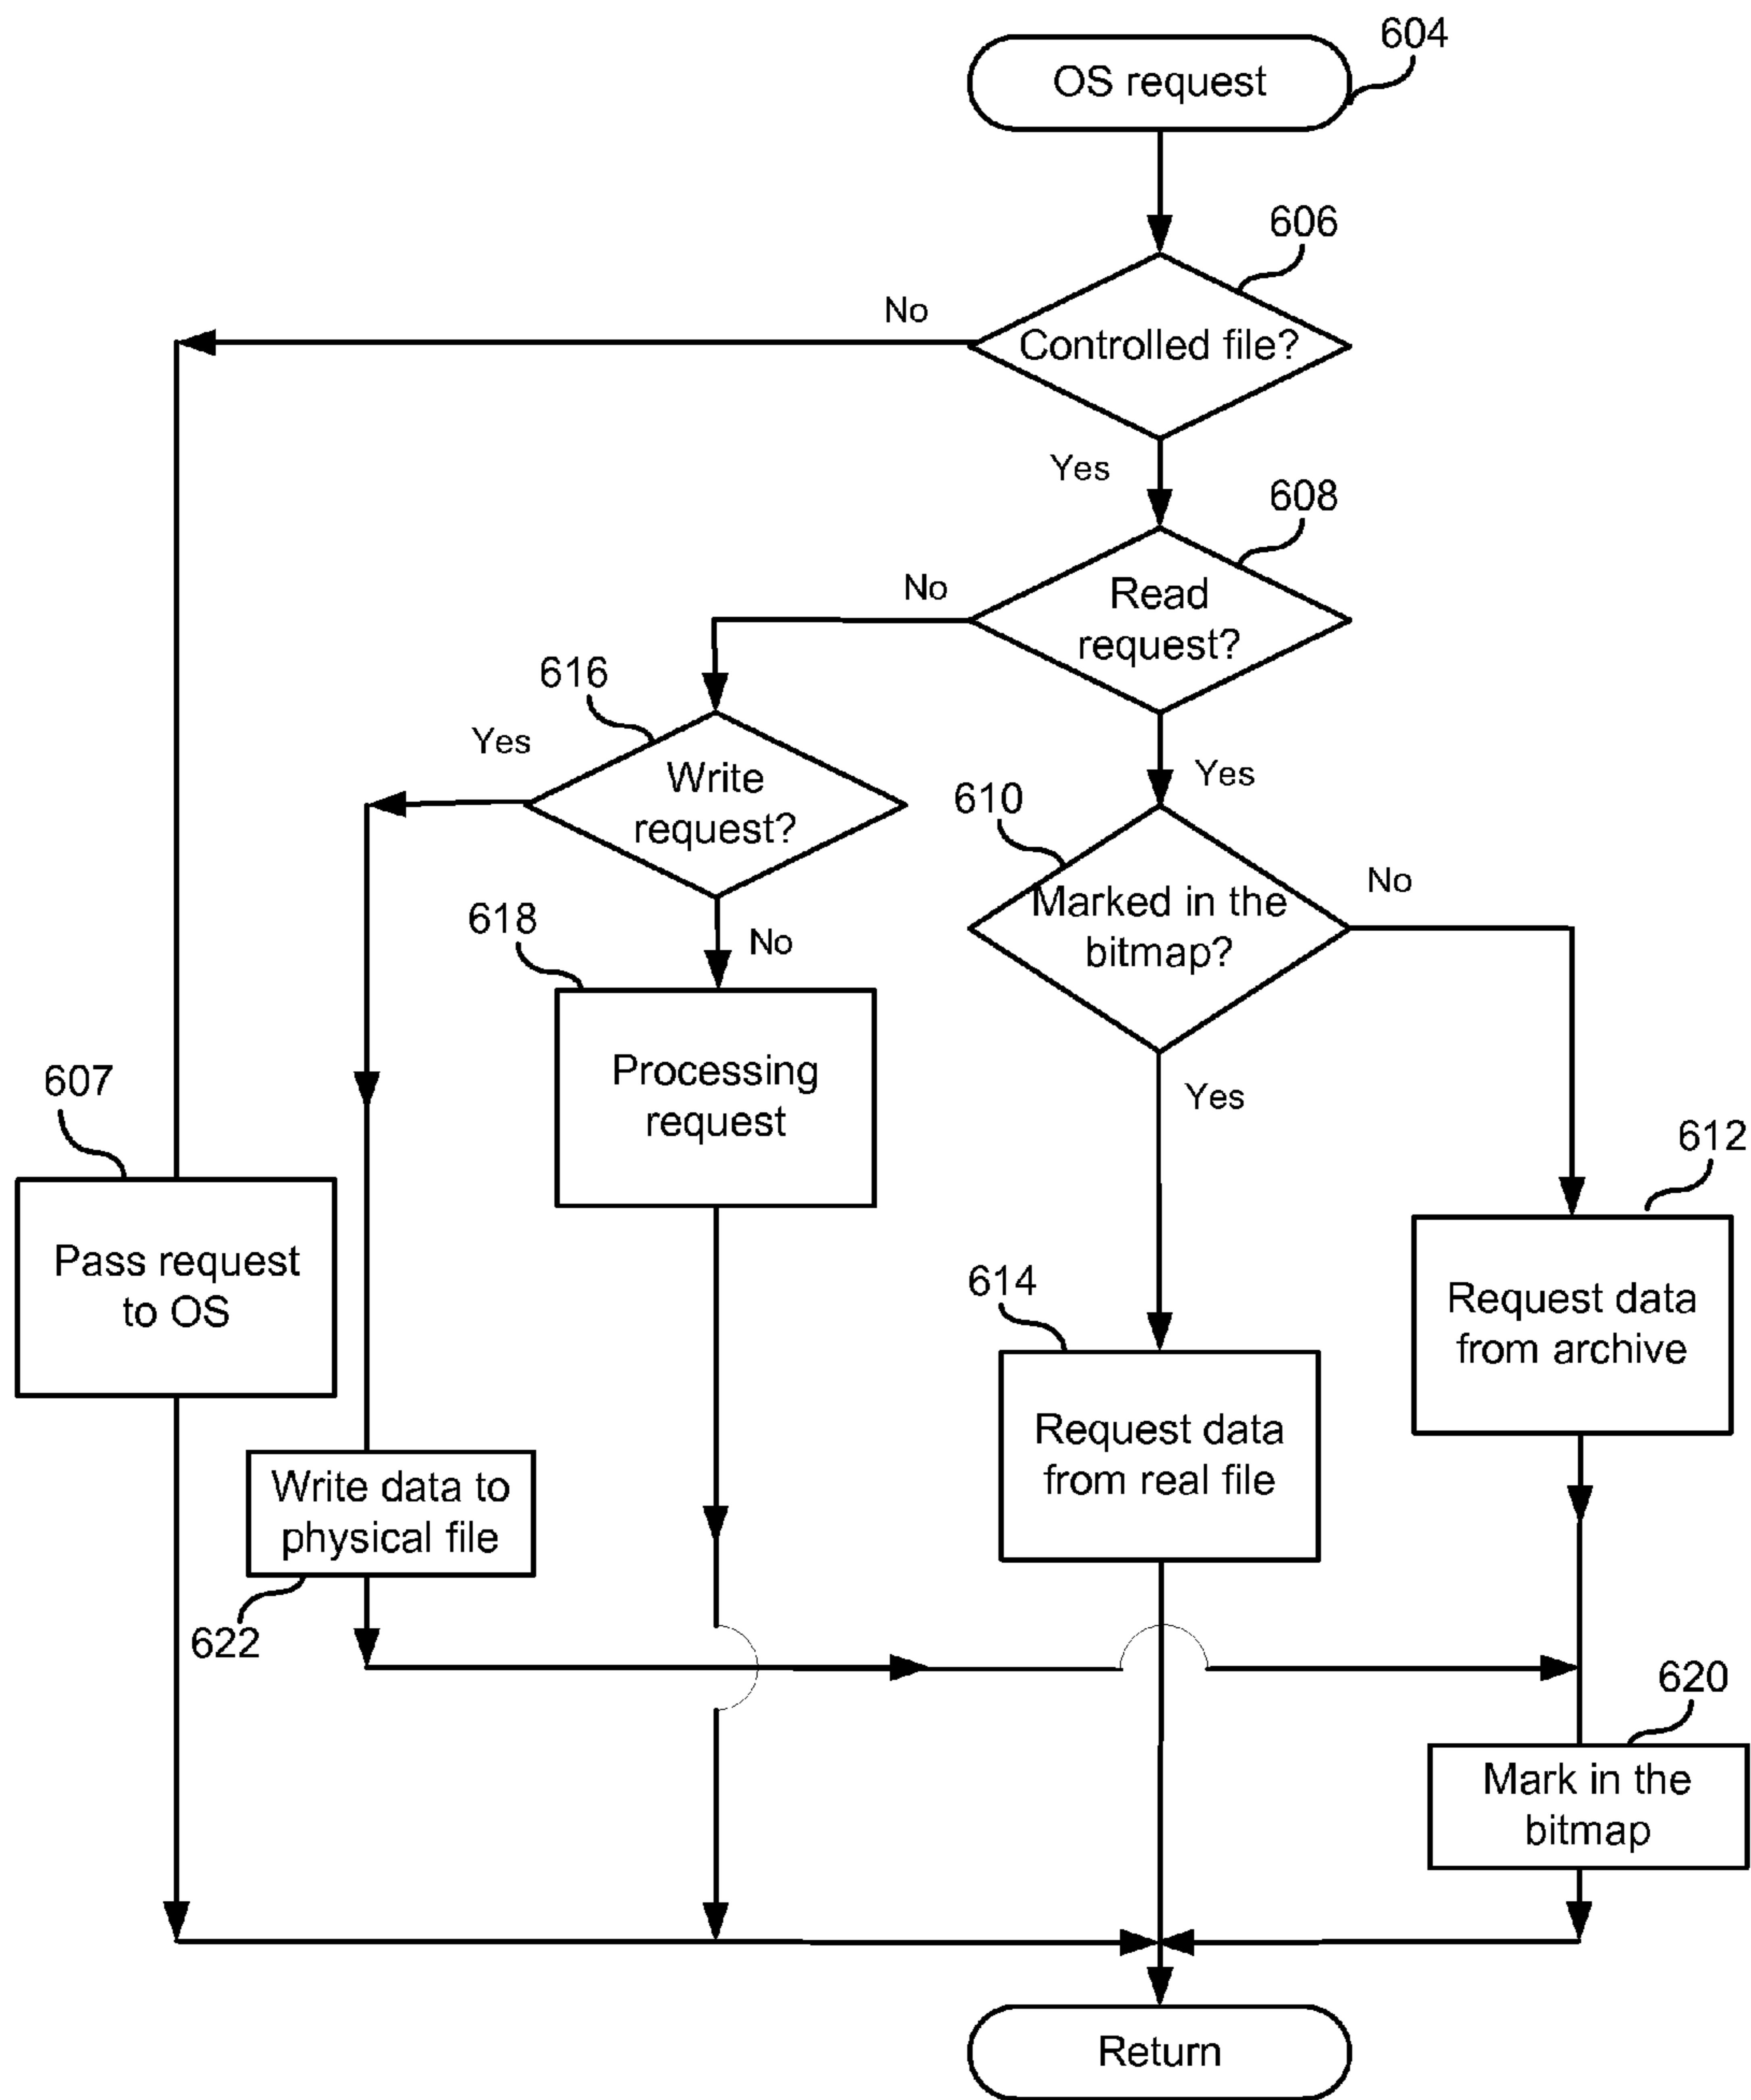 604
OS request
606
No
Controlled file?
Yes
608
No
Read
request?
616
Yes
Write
request?
Yes
610
No
Marked in the
bitmap?
618
No
Processing
request
Yes
607
612
Pass request
to OS
614
Request data
from archive
Request data
from real file
Write data to
physical file
622
620
Mark in the
bitmap
Return